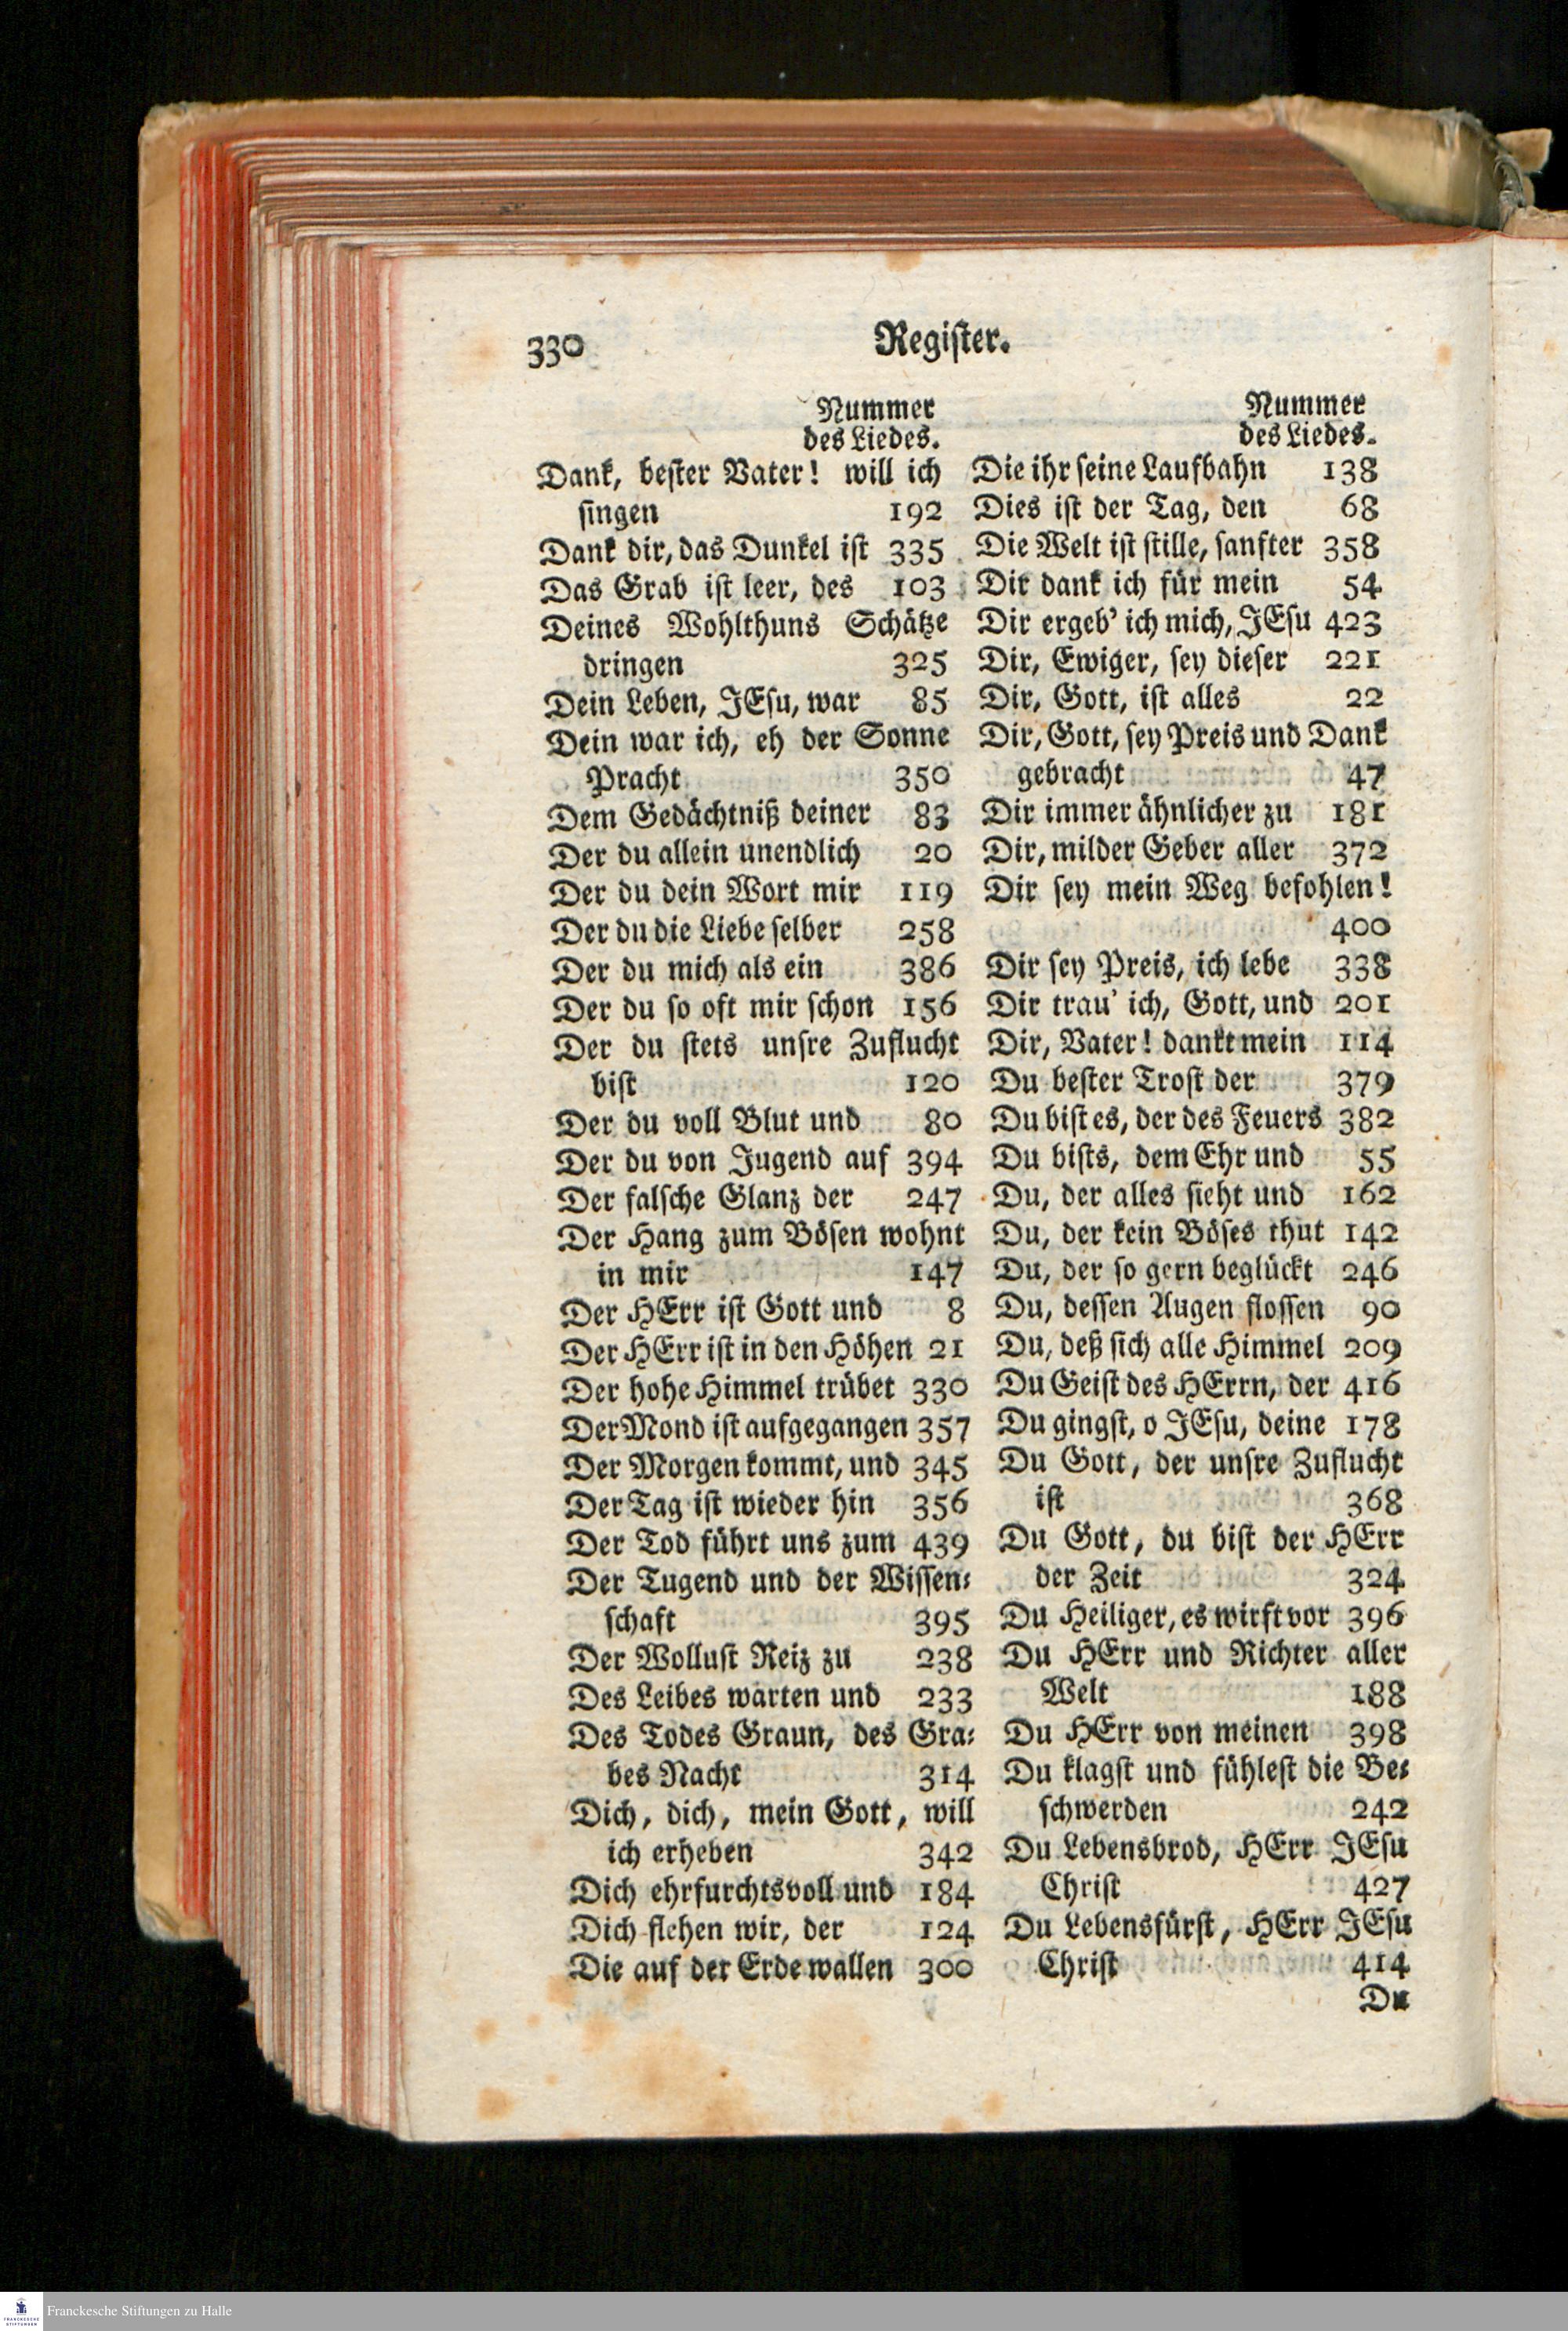 330
Register.
Nummer
des Liedes.
Dank, bester Vater! will ich
singen 192
Dank dir, das Dunkel ist 335
Das Grab ist leer, des 103
Deines Wohlthuns Schätze
dringen 325
Dein Leben, JEsu, war 85
Dein war ich, eh der Sonne
Pracht 350
Dem Gedächtniß deiner 83
Der du allein unendlich 20
Der du dein Wort mir 119
Der du die Liebe selber 258
Der du mich als ein 386
Der du so oft mir schon 156
Der du stets unsre Zuflucht
bist 120
Der du voll Blut und 80
Der du von Jugend auf 394
Der falsche Glanz der 247
Der Hang zum Bösen wohnt
in mir 147
Der HErr ist Gott und 8
Der HErr ist in den Höhen 21
Der hohe Himmel trübet 330
Der Mond ist aufgegangen 357
Der Morgen kommt, und 345
Der Tag ist wieder hin 356
Der Tod führt uns zum 439
Der Tugend und der Wissen-
schaft 395
Der Wollust Reiz zu 238
Des Leibes warten und 233
Des Todes Graun, des Gra-
bes Nacht 314
Dich, dich, mein Gott, will
ich erheben 342
Dich ehrfurchtsvoll und 184
Dich flehen wir, der 124
Die auf der Erde wallen 300
Nummer
des Liedes.
Die ihr seine Laufbahn 138
Dies ist der Tag, den 68
Die Welt ist stille, sanfter 358
Dir dank ich für mein 54
Dir ergeb' ich mich, JEsu 423
Dir, Ewiger, sey dieser 221
Dir, Gott, ist alles 22
Dir, Gott, sey Preis und Dank
gebracht 47
Dir immer ähnlicher zu 181
Dir, milder Geber aller 372
Dir sey mein Weg befohlen!
400
Dir sey Preis, ich lebe 338
Dir trau' ich, Gott, und 201
Dir, Vater! dankt mein 114
Du bester Trost der 379
Du bist es, der des Feuers 382
Du bists, dem Ehr und 55
Du, der alles sieht und 162
Du, der kein Böses thut 142
Du, der so gern beglückt 246
Du, dessen Augen flossen 90
Du, deß sich alle Himmel 209
Du Geist des HErrn, der 416
Du gingst, o JEsu, deine 178
Du Gott, der unsre Zuflucht
ist 368
Du Gott, du bist der HErr
der Zeit 324
Du Heiliger, es wirft vor 396
Du HErr und Richter aller
Welt 188
Du HErr von meinen 398
Du klagst und fühlest die Be-
schwerden 242
Du Lebensbrod, HErr JEsu
Christ 427
Du Lebensfürst, HErr JEsu
Christ 414
Du
FRANCKESCHE
STIFTUNGEN
Franckesche Stiftungen zu Halle